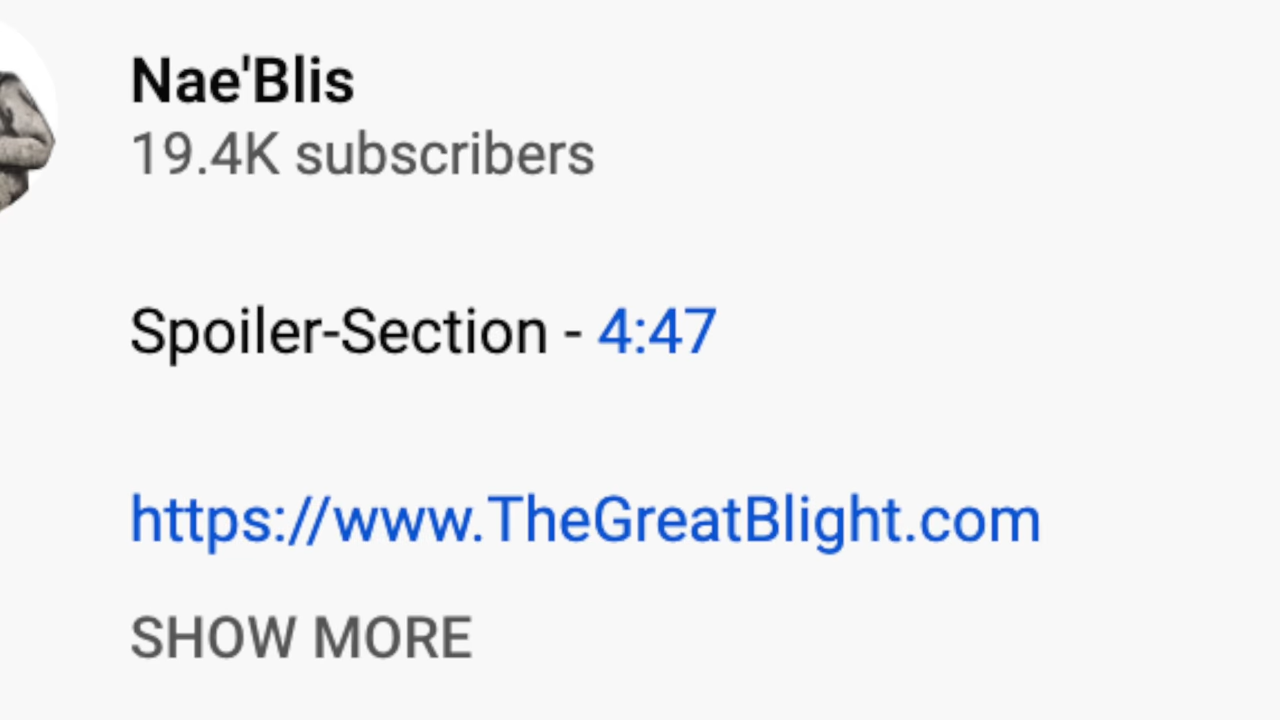 Nae'Blis
19.4K subscribers
Spoiler-Section - 4:47
https://www.TheGreatBlight.com
SHOW MORE